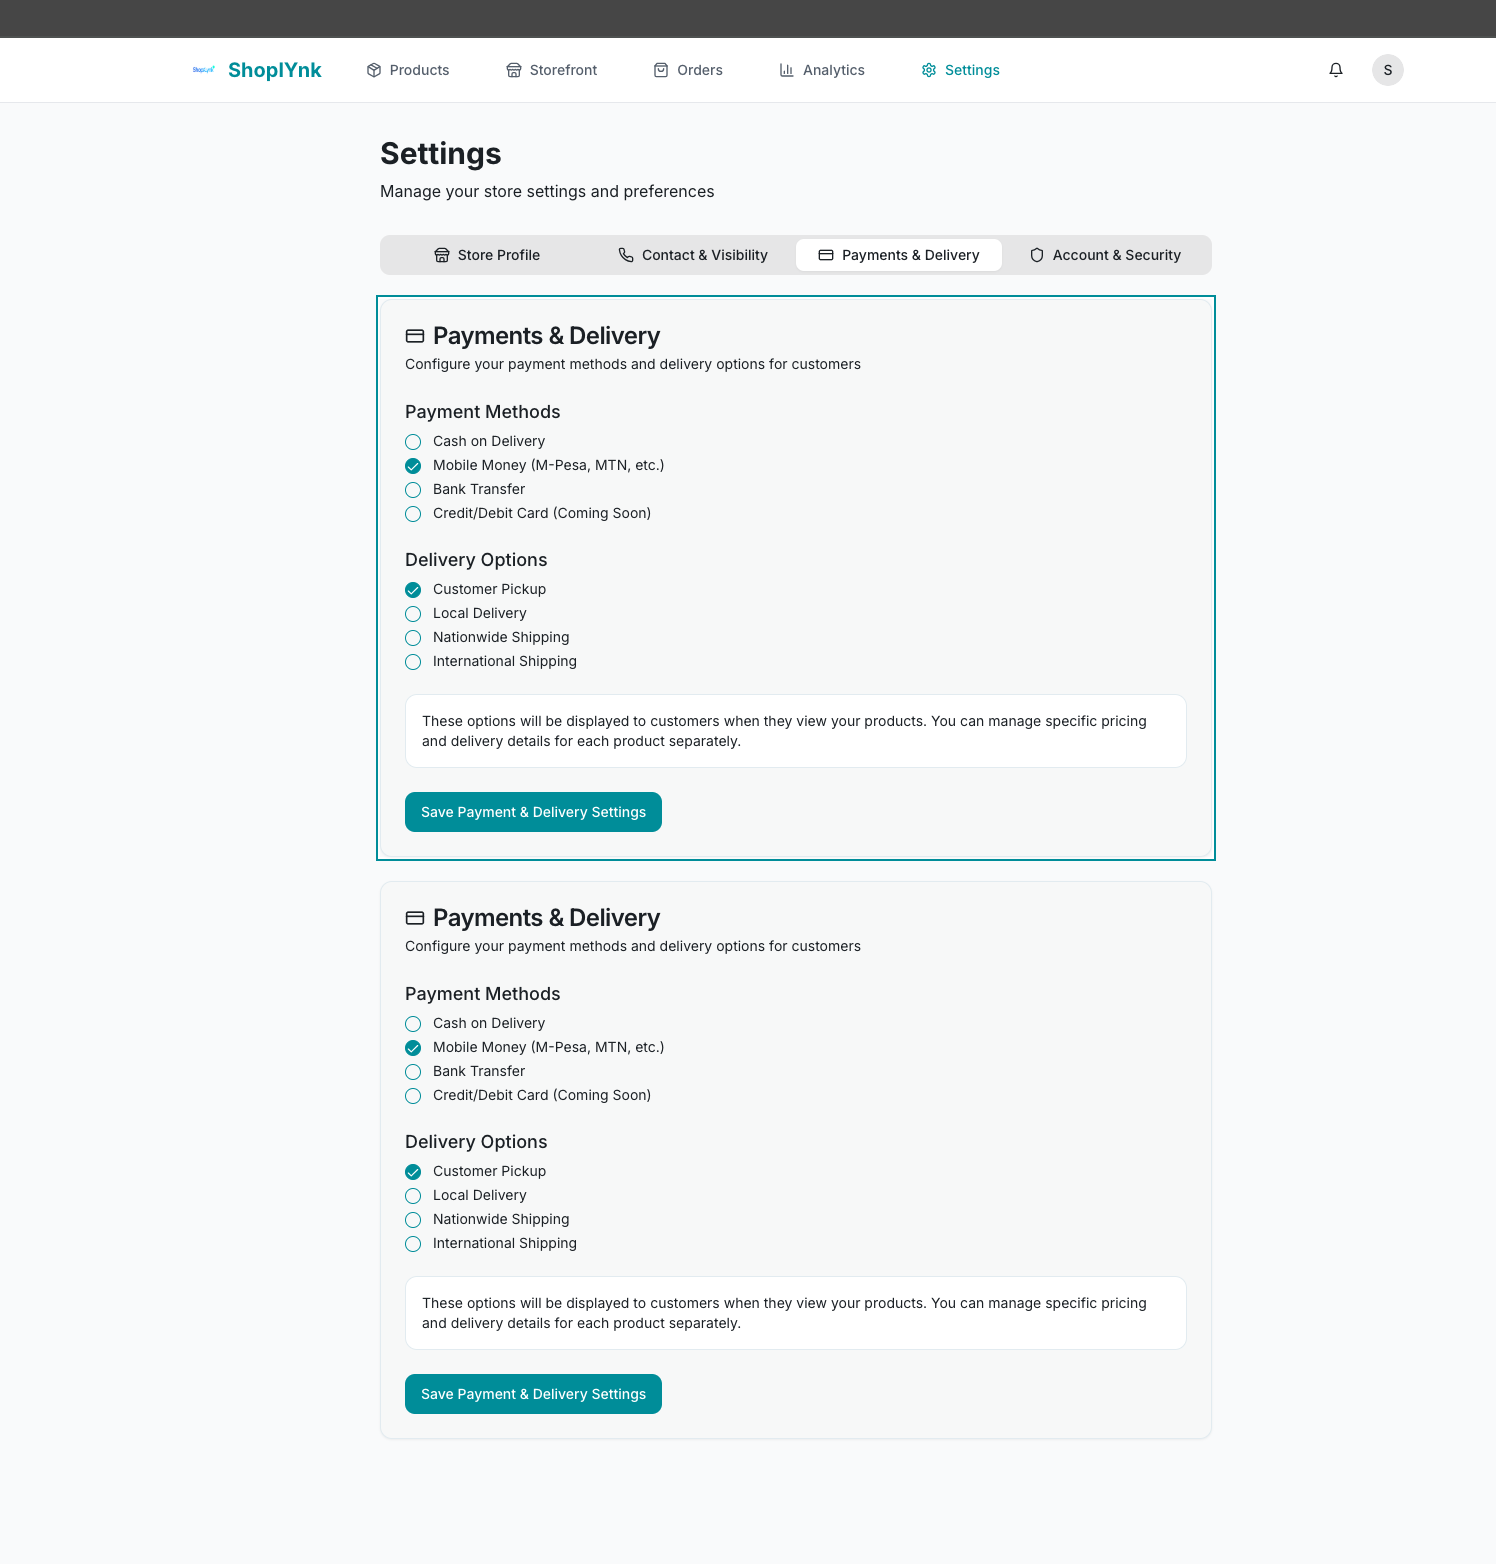 ShoplYnk
ShoplYnk
Products
Storefront
Orders
Analytics
Settings
S
Settings
Manage your store settings and preferences
Store Profile
Contact & Visibility
Payments & Delivery
Account & Security
Payments & Delivery
Configure your payment methods and delivery options for customers
Payment Methods
Cash on Delivery
Mobile Money (M-Pesa, MTN, etc.)
Bank Transfer
Credit/Debit Card (Coming Soon)
Delivery Options
Customer Pickup
Local Delivery
Nationwide Shipping
International Shipping
These options will be displayed to customers when they view your products. You can manage specific pricing
and delivery details for each product separately.
Save Payment & Delivery Settings
Payments & Delivery
Configure your payment methods and delivery options for customers
Payment Methods
Cash on Delivery
Mobile Money (M-Pesa, MTN, etc.)
Bank Transfer
Credit/Debit Card (Coming Soon)
Delivery Options
Customer Pickup
Local Delivery
Nationwide Shipping
International Shipping
These options will be displayed to customers when they view your products. You can manage specific pricing
and delivery details for each product separately.
Save Payment & Delivery Settings